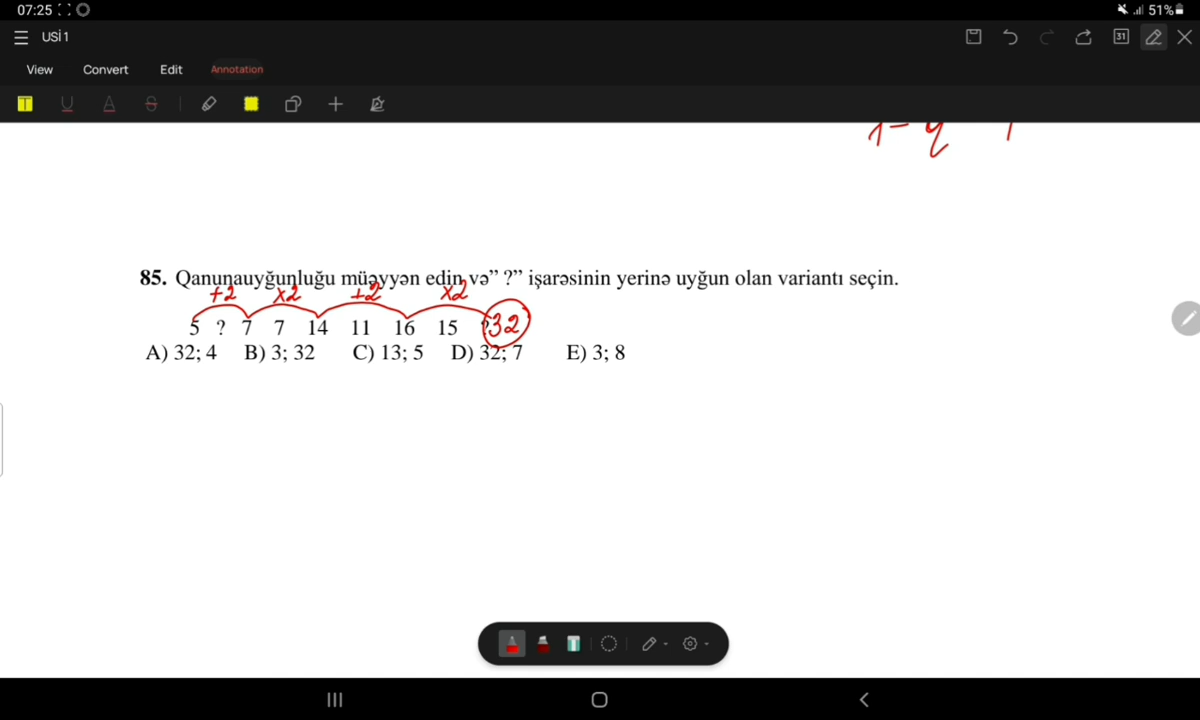 07:25 51%
USİ 1 31
View Convert Edit Annotation
T U A S
1 - q
85. Qanunauyğunluğu müəyyən edin və” ?” işarəsinin yerinə uyğun olan variantı seçin.
+2 x2 +2 x2
5 ? 7 7 14 11 16 15 32
A) 32; 4 B) 3; 32 C) 13; 5 D) 32; 7 E) 3; 8